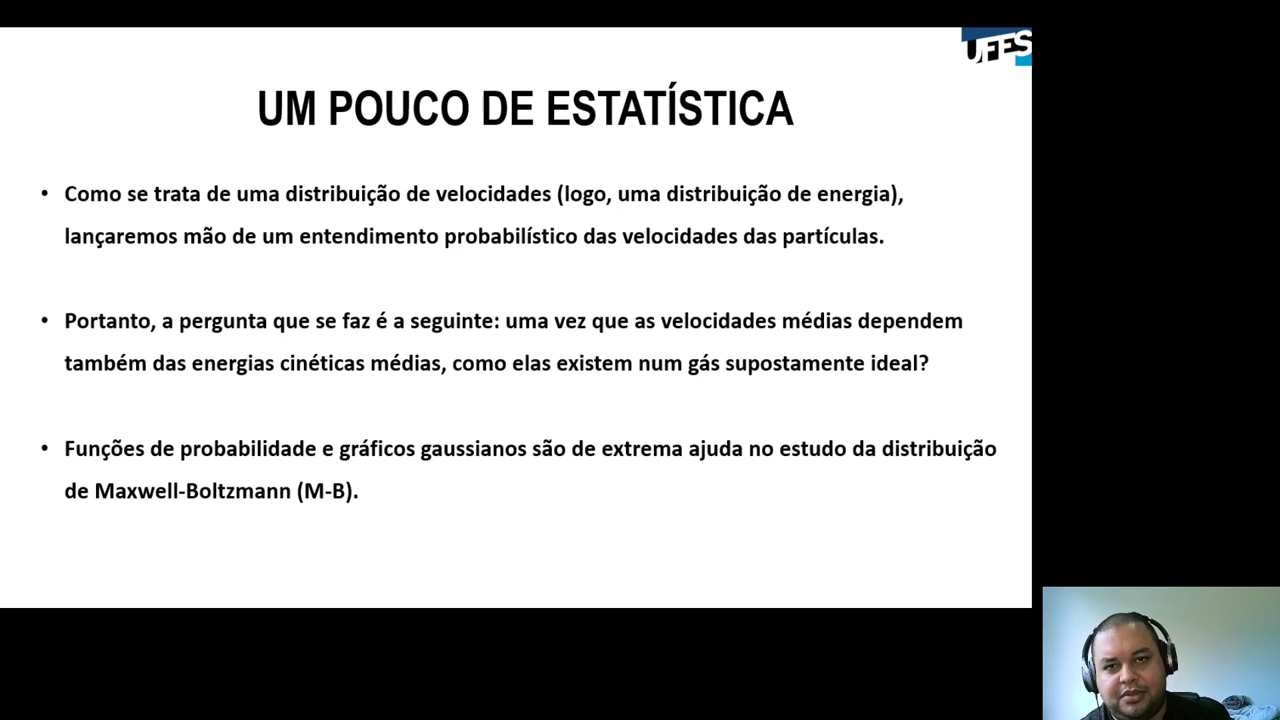 UFES
UM POUCO DE ESTATÍSTICA
• Como se trata de uma distribuição de velocidades (logo, uma distribuição de energia),
lançaremos mão de um entendimento probabilístico das velocidades das partículas.
• Portanto, a pergunta que se faz é a seguinte: uma vez que as velocidades médias dependem
também das energias cinéticas médias, como elas existem num gás supostamente ideal?
• Funções de probabilidade e gráficos gaussianos são de extrema ajuda no estudo da distribuição
de Maxwell-Boltzmann (M-B).